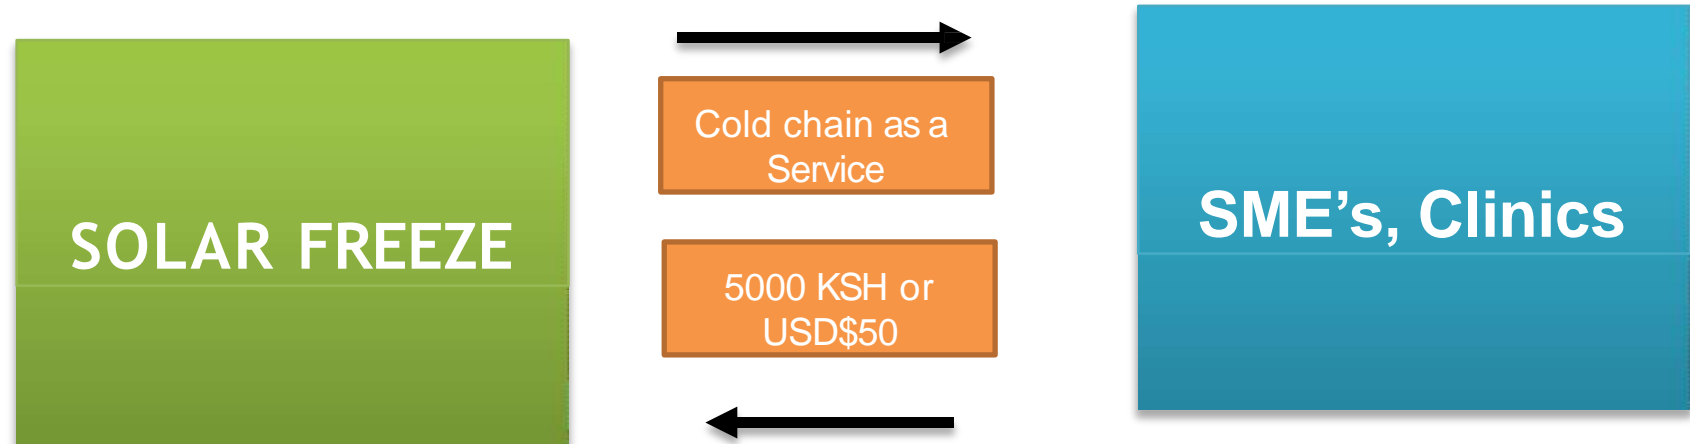 SOLAR FREEZE
Cold chain as a
Service
5000 KSH or
USD$50
SME’s, Clinics